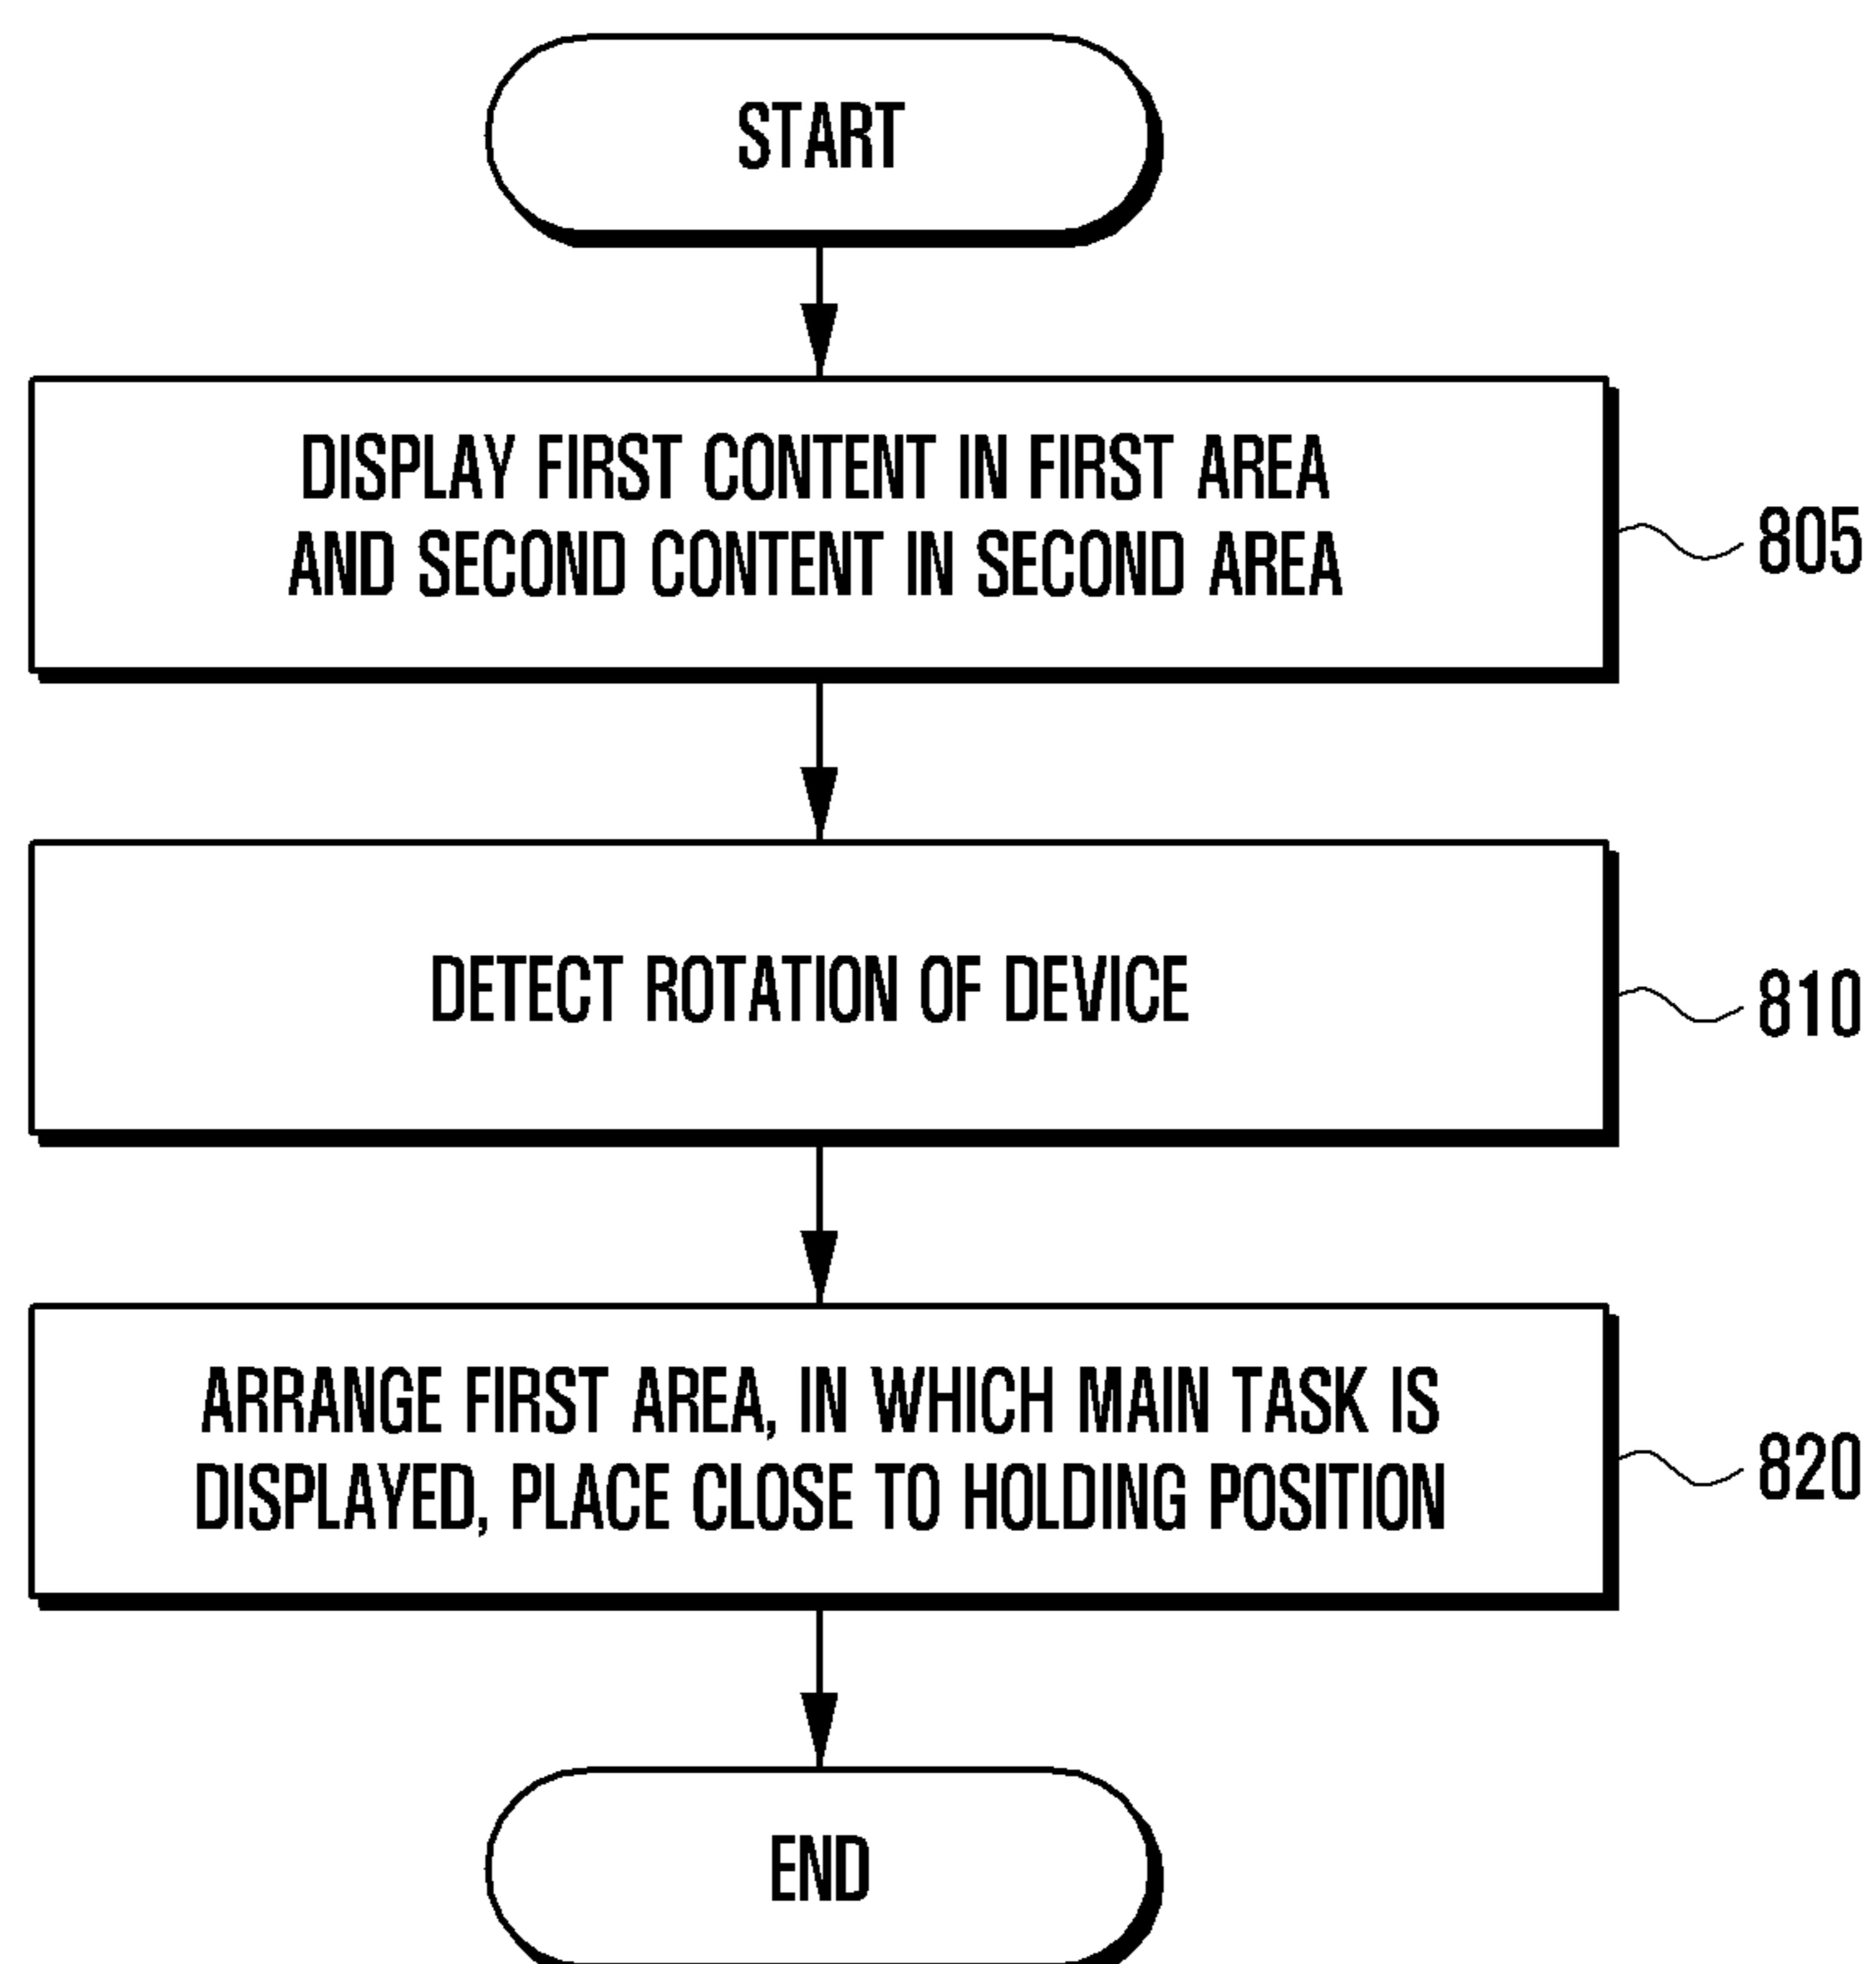 START
DISPLAY FIRST CONTENT IN FIRST AREA
AND SECOND CONTENT IN SECOND AREA
805
DETECT ROTATION OF DEVICE
810
ARRANGE FIRST AREA, IN WHICH MAIN TASK IS
DISPLAYED, PLACE CLOSE TO HOLDING POSITION
820
END